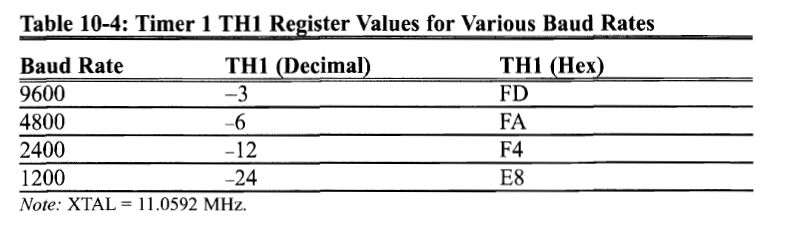 Table 10-4: Timer 1 TH1 Register Values for Various Baud Rates
Baud Rate TH1 (Decimal) TH1 (Hex)
9600 –3 FD
4800 –6 FA
2400 –12 F4
1200 –24 E8
Note: XTAL = 11.0592 MHz.